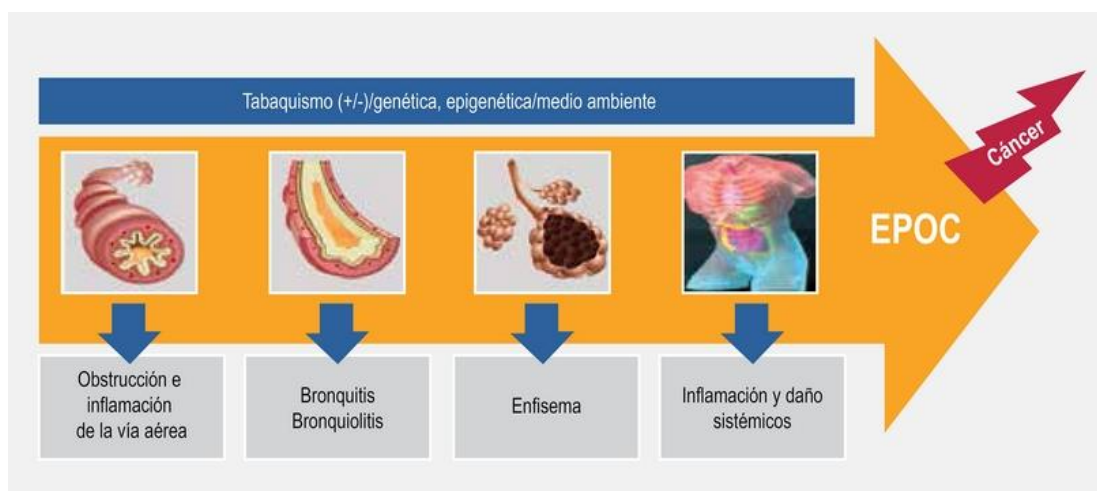 Tabaquismo (+/-)/genética, epigenética/medio ambiente
Cáncer
EPOC
Obstrucción e
inflamación
de la vía aérea
Bronquitis
Bronquiolitis
Enfisema
Inflamación y daño
sistémicos